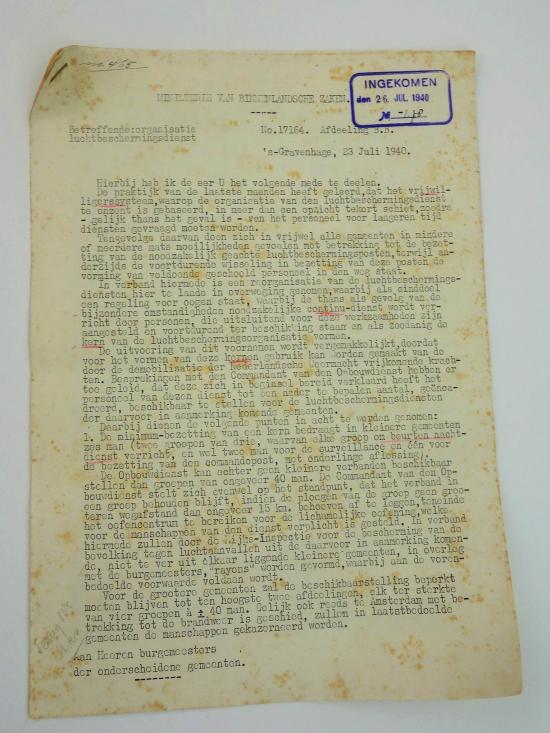 no. 465
MINISTERIE VAN BINNENLANDSCHE ZAKEN.
INGEKOMEN
den 26 JUL 1940
№
Betreffende:organisatie
luchtbeschermingsdienst
No.17164. Afdeeling B.B.
's-Gravenhage, 23 Juli 1940.
Hierbij heb ik de eer U het volgende mede te deelen.
De praktijk van de laatste maanden heeft geleerd,dat het vrijwil-
ligerssysteem,waarop de organisatie van den luchtbeschermingsdienst
te onzent is gebaseerd, in meer dan een opzicht tekort schiet,zoodra
- gelijk thans het geval is - van het personeel voor langeren tijd
diensten gevraagd moeten worden.
Tengevolge daarvan doen zich in vrijwel alle gemeenten in mindere
of meerdere mate moeilijkheden gevoelen met betrekking tot de bezet-
ting van de noodzakelijk geachte luchtbeschermingsposten,terwijl an-
derzijds de voortdurende wisseling in bezetting van deze posten de
vorming van voldoende geschoold personeel in den weg staat.
In verband hiermede is een reorganisatie van de luchtbeschermings-
diensten hier te lande in overweging genomen,waarbij als einddoel
een regeling voor oogen staat, waarbij de thans als gevolg van de
bijzondere omstandigheden noodzakelijke continu-dienst wordt ver-
richt door personen, die uitsluitend voor deze werkzaamheden zijn
aangesteld en voortdurend ter beschikking staan en als zoodanig de
kern van de luchtbeschermingsorganisatie vormen.
De uitvoering van dit voornemen wordt vergemakkelijkt,doordat
voor het vormen van deze kernen gebruik kan worden gemaakt van de
door de demobilisatie der Nederlandsche Weermacht vrijkomende krach-
ten. Besprekingen met den Commandant van den Opbouwdienst hebben er
toe geleid, dat deze zich in beginsel bereid verklaard heeft het
personeel van dezen dienst tot een nader te bepalen aantal, geënca-
dreerd, beschikbaar te stellen voor de luchtbeschermingsdiensten
der daarvoor in aanmerking komende gemeenten.
Daarbij dienen de volgende punten in acht te worden genomen:
1. De minimum-bezetting van een kern bedraagt in kleinere gemeenten
zes man (twee groepen van drie, waarvan elke groep om beurten nacht-
dienst verricht, en wel twee man voor de surveillance en één voor
de bezetting van den commandopost, met onderlinge aflossing).
De Opbouwdienst kan echter geen kleinere verbanden beschikbaar
stellen dan groepen van ongeveer 40 man. De Commandant van den Op-
bouwdienst stelt zich evenwel op het standpunt, dat het verband in
een groep behouden blijft, indien de ploegen van de groep geen groo-
teren wegafstand dan ongeveer 15 km. behoeven af te leggen,teneinde
het oefencentrum te bereiken voor de lichamelijke oefening,welke
voor de manschappen van den dienst verplicht is gesteld. In verband
hiermede zullen door de Rijks-Inspectie voor de bescherming van de
bevolking tegen luchtaanvallen uit de daarvoor in aanmerking komen-
de, niet te ver uit elkaar liggende kleinere gemeenten, in overleg
met de burgemeesters, "rayons" worden gevormd,waarbij aan de voren-
bedoelde voorwaarde voldaan wordt.
Voor de grootere gemeenten zal de beschikbaarstelling beperkt
moeten blijven tot ten hoogste twee afdeelingen, elk ter sterkte
van vier groepen à ± 40 man. Gelijk ook reeds te Amsterdam met be-
trekking tot de brandweer is geschied, zullen in laatstbedoelde
gemeenten de manschappen gekazerneerd worden.
Aan Heeren burgemeesters
der onderscheidene gemeenten.
--------